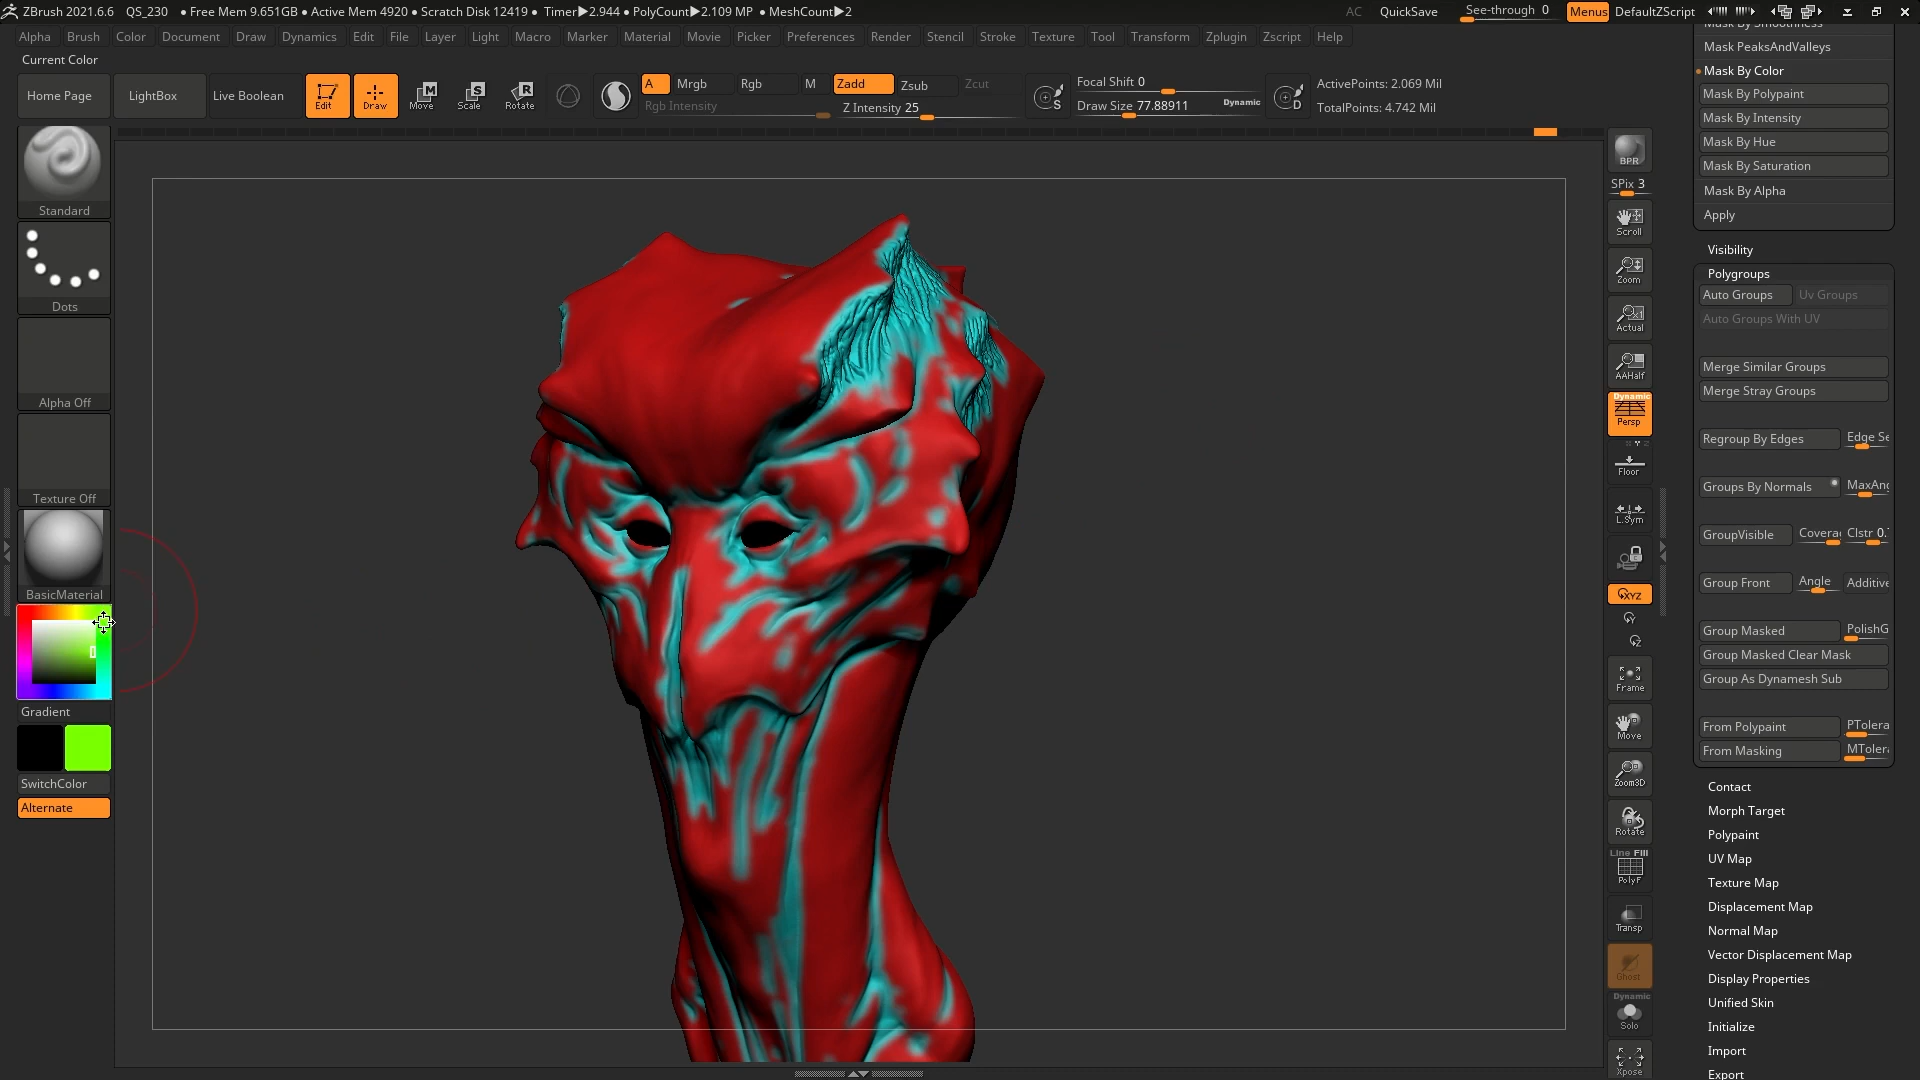 ZBrush 2021.6.6 QS_230 ● Free Mem 9.651GB ● Active Mem 4920 ● Scratch Disk 12419 ● Timer▶2.944 ● PolyCount▶2.109 MP ● MeshCount▶2 AC QuickSave See-through 0 Menus DefaultZScript
Alpha Brush Color Document Draw Dynamics Edit File Layer Light Macro Marker Material Movie Picker Preferences Render Stencil Stroke Texture Tool Transform Zplugin Zscript Help
Current Color
Home Page LightBox Live Boolean Edit Draw Move Scale Rotate
A Mrgb Rgb M Zadd Zsub Zcut
Rgb Intensity Z Intensity 25
Focal Shift 0
Draw Size 77.88911 Dynamic
ActivePoints: 2.069 Mil
TotalPoints: 4.742 Mil
Standard
Dots
Alpha Off
Texture Off
BasicMaterial
Gradient
SwitchColor
Alternate
BPR
SPix 3
Scroll
Zoom
Actual
AAHalf
Dynamic
Persp
Floor
L.Sym
XYZ
Y
Z
Frame
Move
Zoom3D
Rotate
Line Fill
PolyF
Transp
Ghost
Dynamic
Solo
Xpose
Mask By Smoothness
Mask PeaksAndValleys
Mask By Color
Mask By Polypaint
Mask By Intensity
Mask By Hue
Mask By Saturation
Mask By Alpha
Apply
Visibility
Polygroups
Auto Groups Uv Groups
Auto Groups With UV
Merge Similar Groups
Merge Stray Groups
Regroup By Edges Edge Se
Groups By Normals MaxAng
GroupVisible Covera Clstr 0.
Group Front Angle Additive
Group Masked PolishG
Group Masked Clear Mask
Group As Dynamesh Sub
From Polypaint PTolera
From Masking MTolera
Contact
Morph Target
Polypaint
UV Map
Texture Map
Displacement Map
Normal Map
Vector Displacement Map
Display Properties
Unified Skin
Initialize
Import
Export